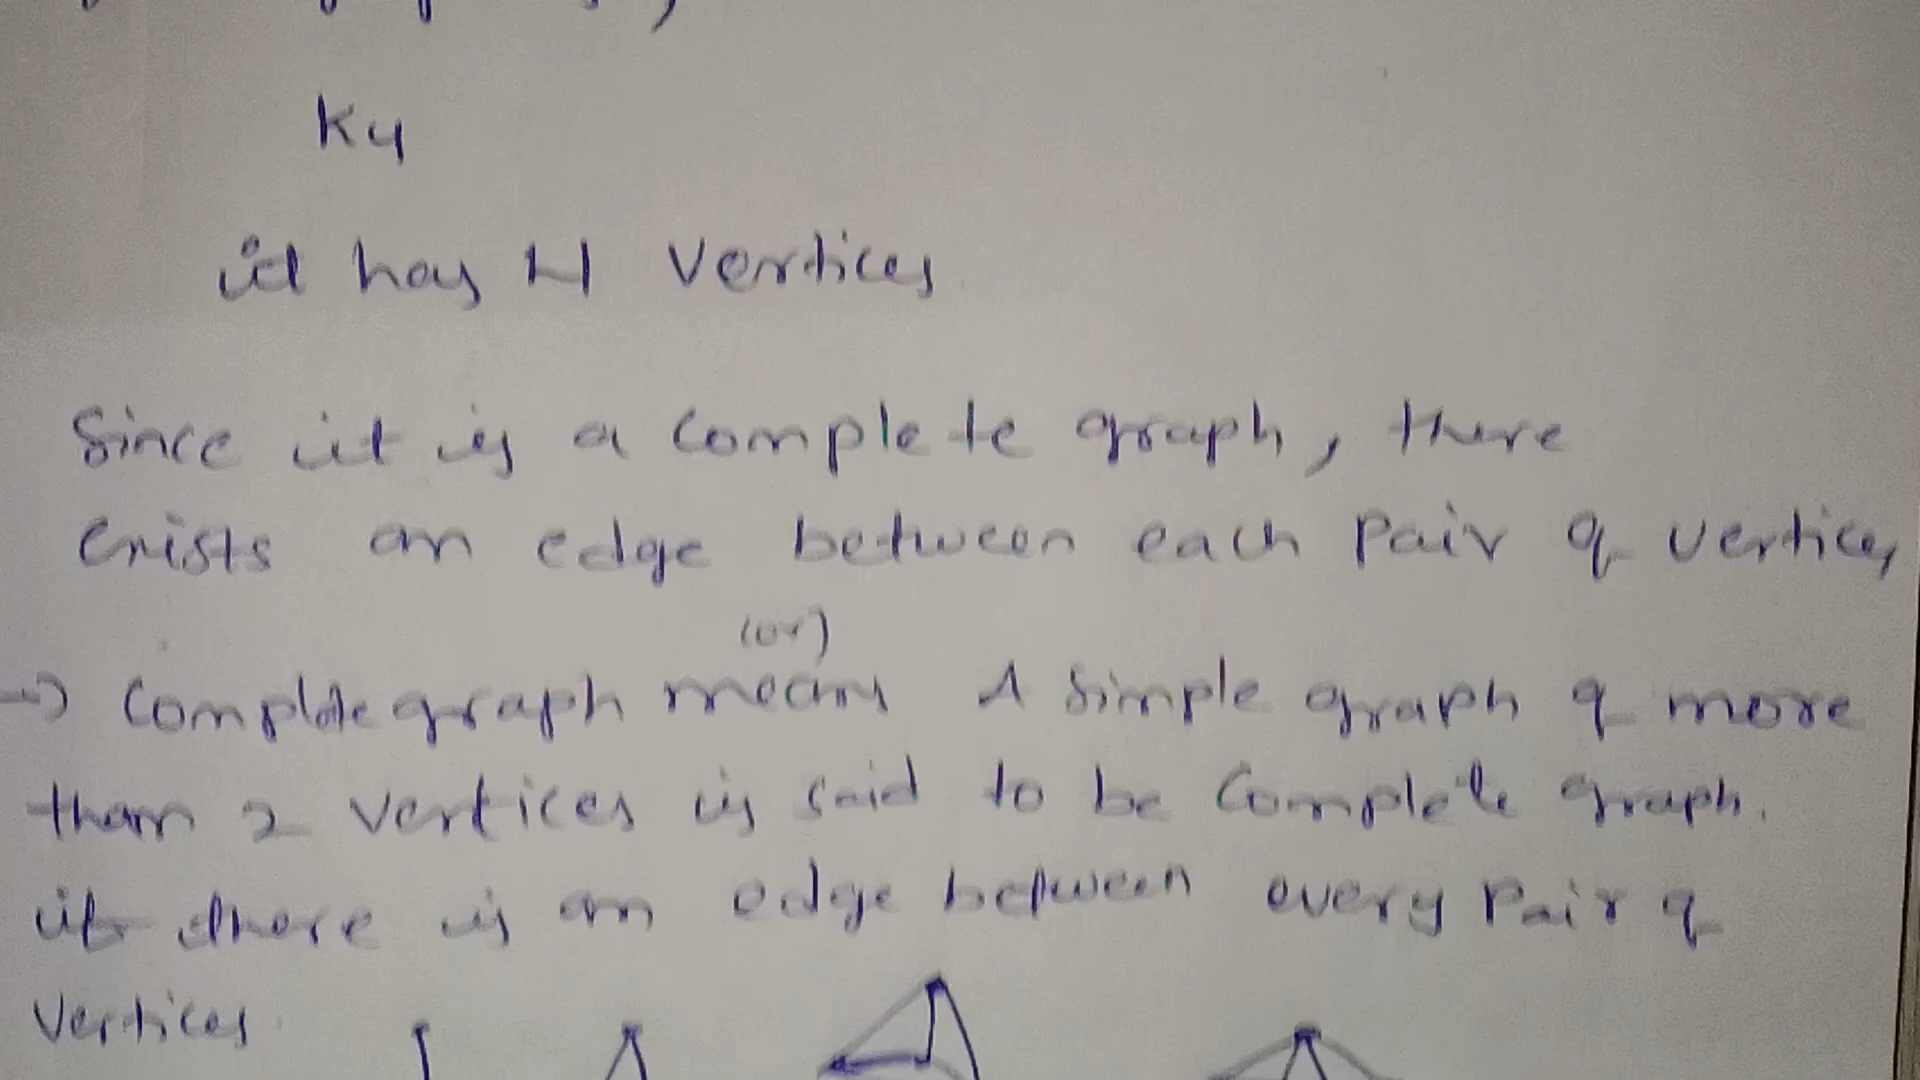 K4
it has 4 vertices
Since it is a complete graph, there
exists an edge between each pair of vertices
(or)
→ Complete graph means A simple graph of more
than 2 vertices is said to be complete graph.
if there is an edge between every pair of
vertices